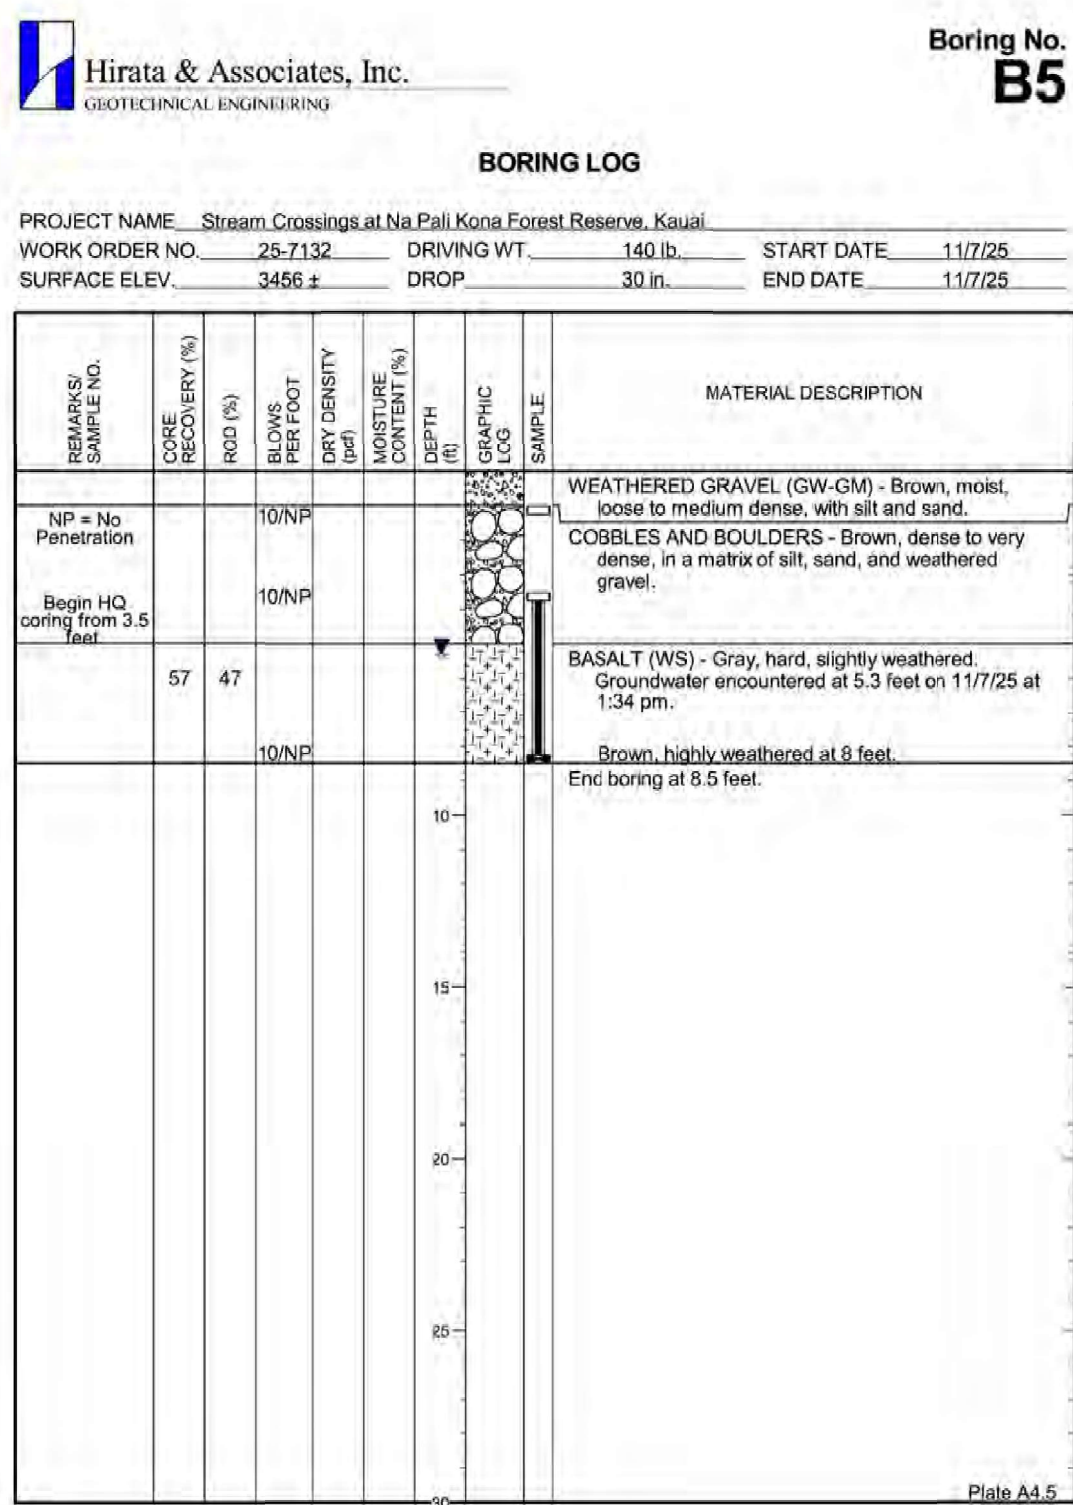 Hirata & Associates, Inc.
GEOTECHNICAL ENGINEERING
Boring No.
B5
BORING LOG
PROJECT NAME Stream Crossings at Na Pali Kona Forest Reserve, Kauai
WORK ORDER NO. 25-7132 DRIVING WT. 140 lb. START DATE 11/7/25
SURFACE ELEV. 3456 ± DROP 30 in. END DATE 11/7/25
REMARKS/
SAMPLE NO.
CORE
RECOVERY (%)
RQD (%)
BLOWS
PER FOOT
DRY DENSITY
(pcf)
MOISTURE
CONTENT (%)
DEPTH
(ft)
GRAPHIC
LOG
SAMPLE
MATERIAL DESCRIPTION
WEATHERED GRAVEL (GW-GM) - Brown, moist,
loose to medium dense, with silt and sand.
NP = No
Penetration
10/NP
COBBLES AND BOULDERS - Brown, dense to very
dense, in a matrix of silt, sand, and weathered
gravel.
Begin HQ
coring from 3.5
feet
10/NP
BASALT (WS) - Gray, hard, slightly weathered.
Groundwater encountered at 5.3 feet on 11/7/25 at
1:34 pm.
57 47
10/NP
Brown, highly weathered at 8 feet.
End boring at 8.5 feet.
10
15
20
25
30
Plate A4.5